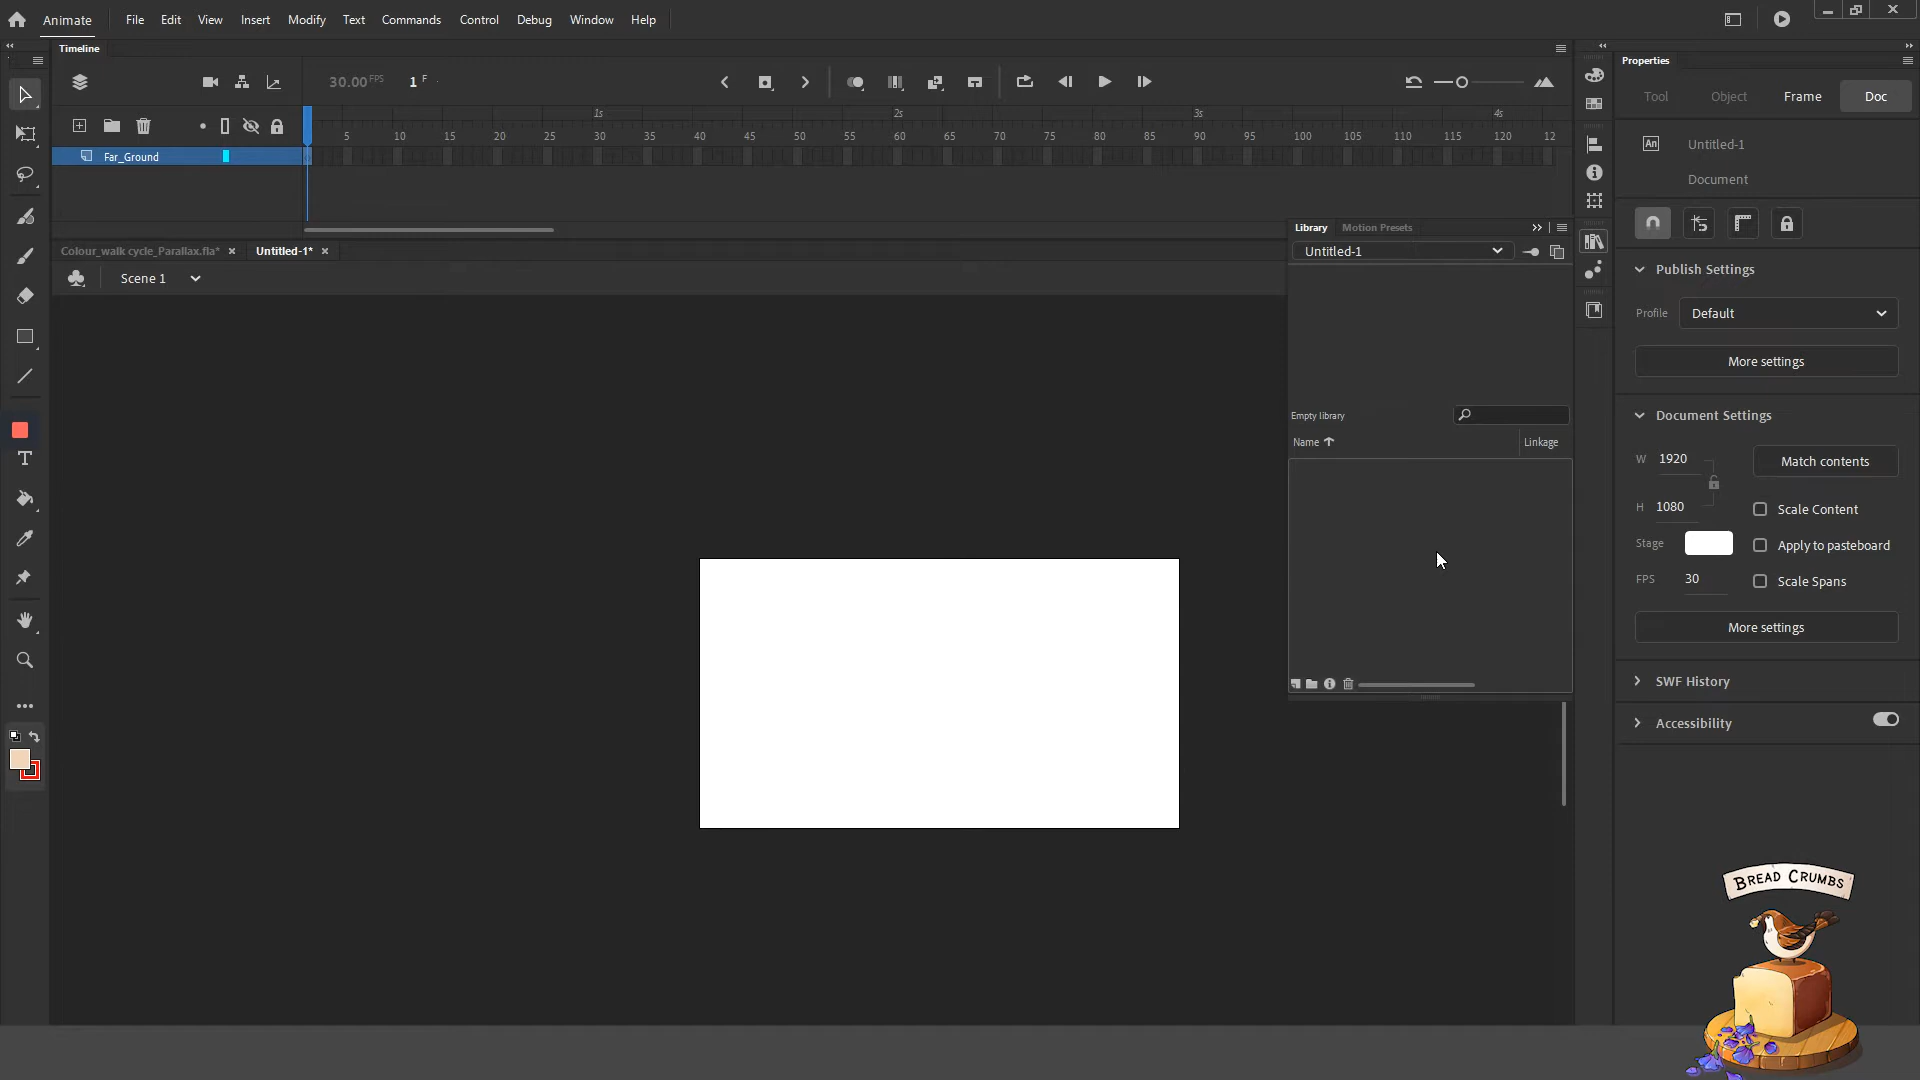 Animate File Edit View Insert Modify Text Commands Control Debug Window Help
Timeline
30.00 FPS 1 F
1s 2s 3s 4s
5 10 15 20 25 30 35 40 45 50 55 60 65 70 75 80 85 90 95 100 105 110 115 120 12
Far_Ground
Colour_walk cycle_Parallax.fla* Untitled-1*
Scene 1
Library Motion Presets
Untitled-1
Empty library
Name Linkage
Properties
Tool Object Frame Doc
An Untitled-1
Document
Publish Settings
Profile Default
More settings
Document Settings
W 1920 Match contents
H 1080 Scale Content
Stage Apply to pasteboard
FPS 30 Scale Spans
More settings
SWF History
Accessibility
T
BREAD CRUMBS